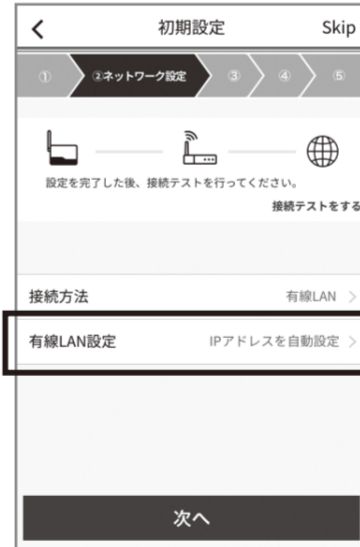 初期設定
Skip
① ②ネットワーク設定 ③ ④ ⑤
設定を完了した後、接続テストを行ってください。
接続テストをする
接続方法 有線LAN
有線LAN設定 IPアドレスを自動設定
次へ